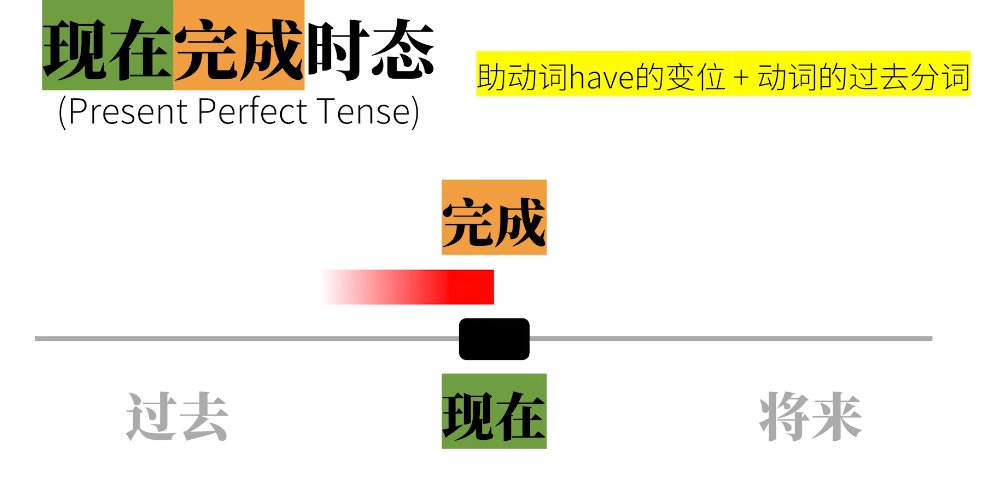 现在完成时态
(Present Perfect Tense)
助动词have的变位 + 动词的过去分词
完成
过去
现在
将来